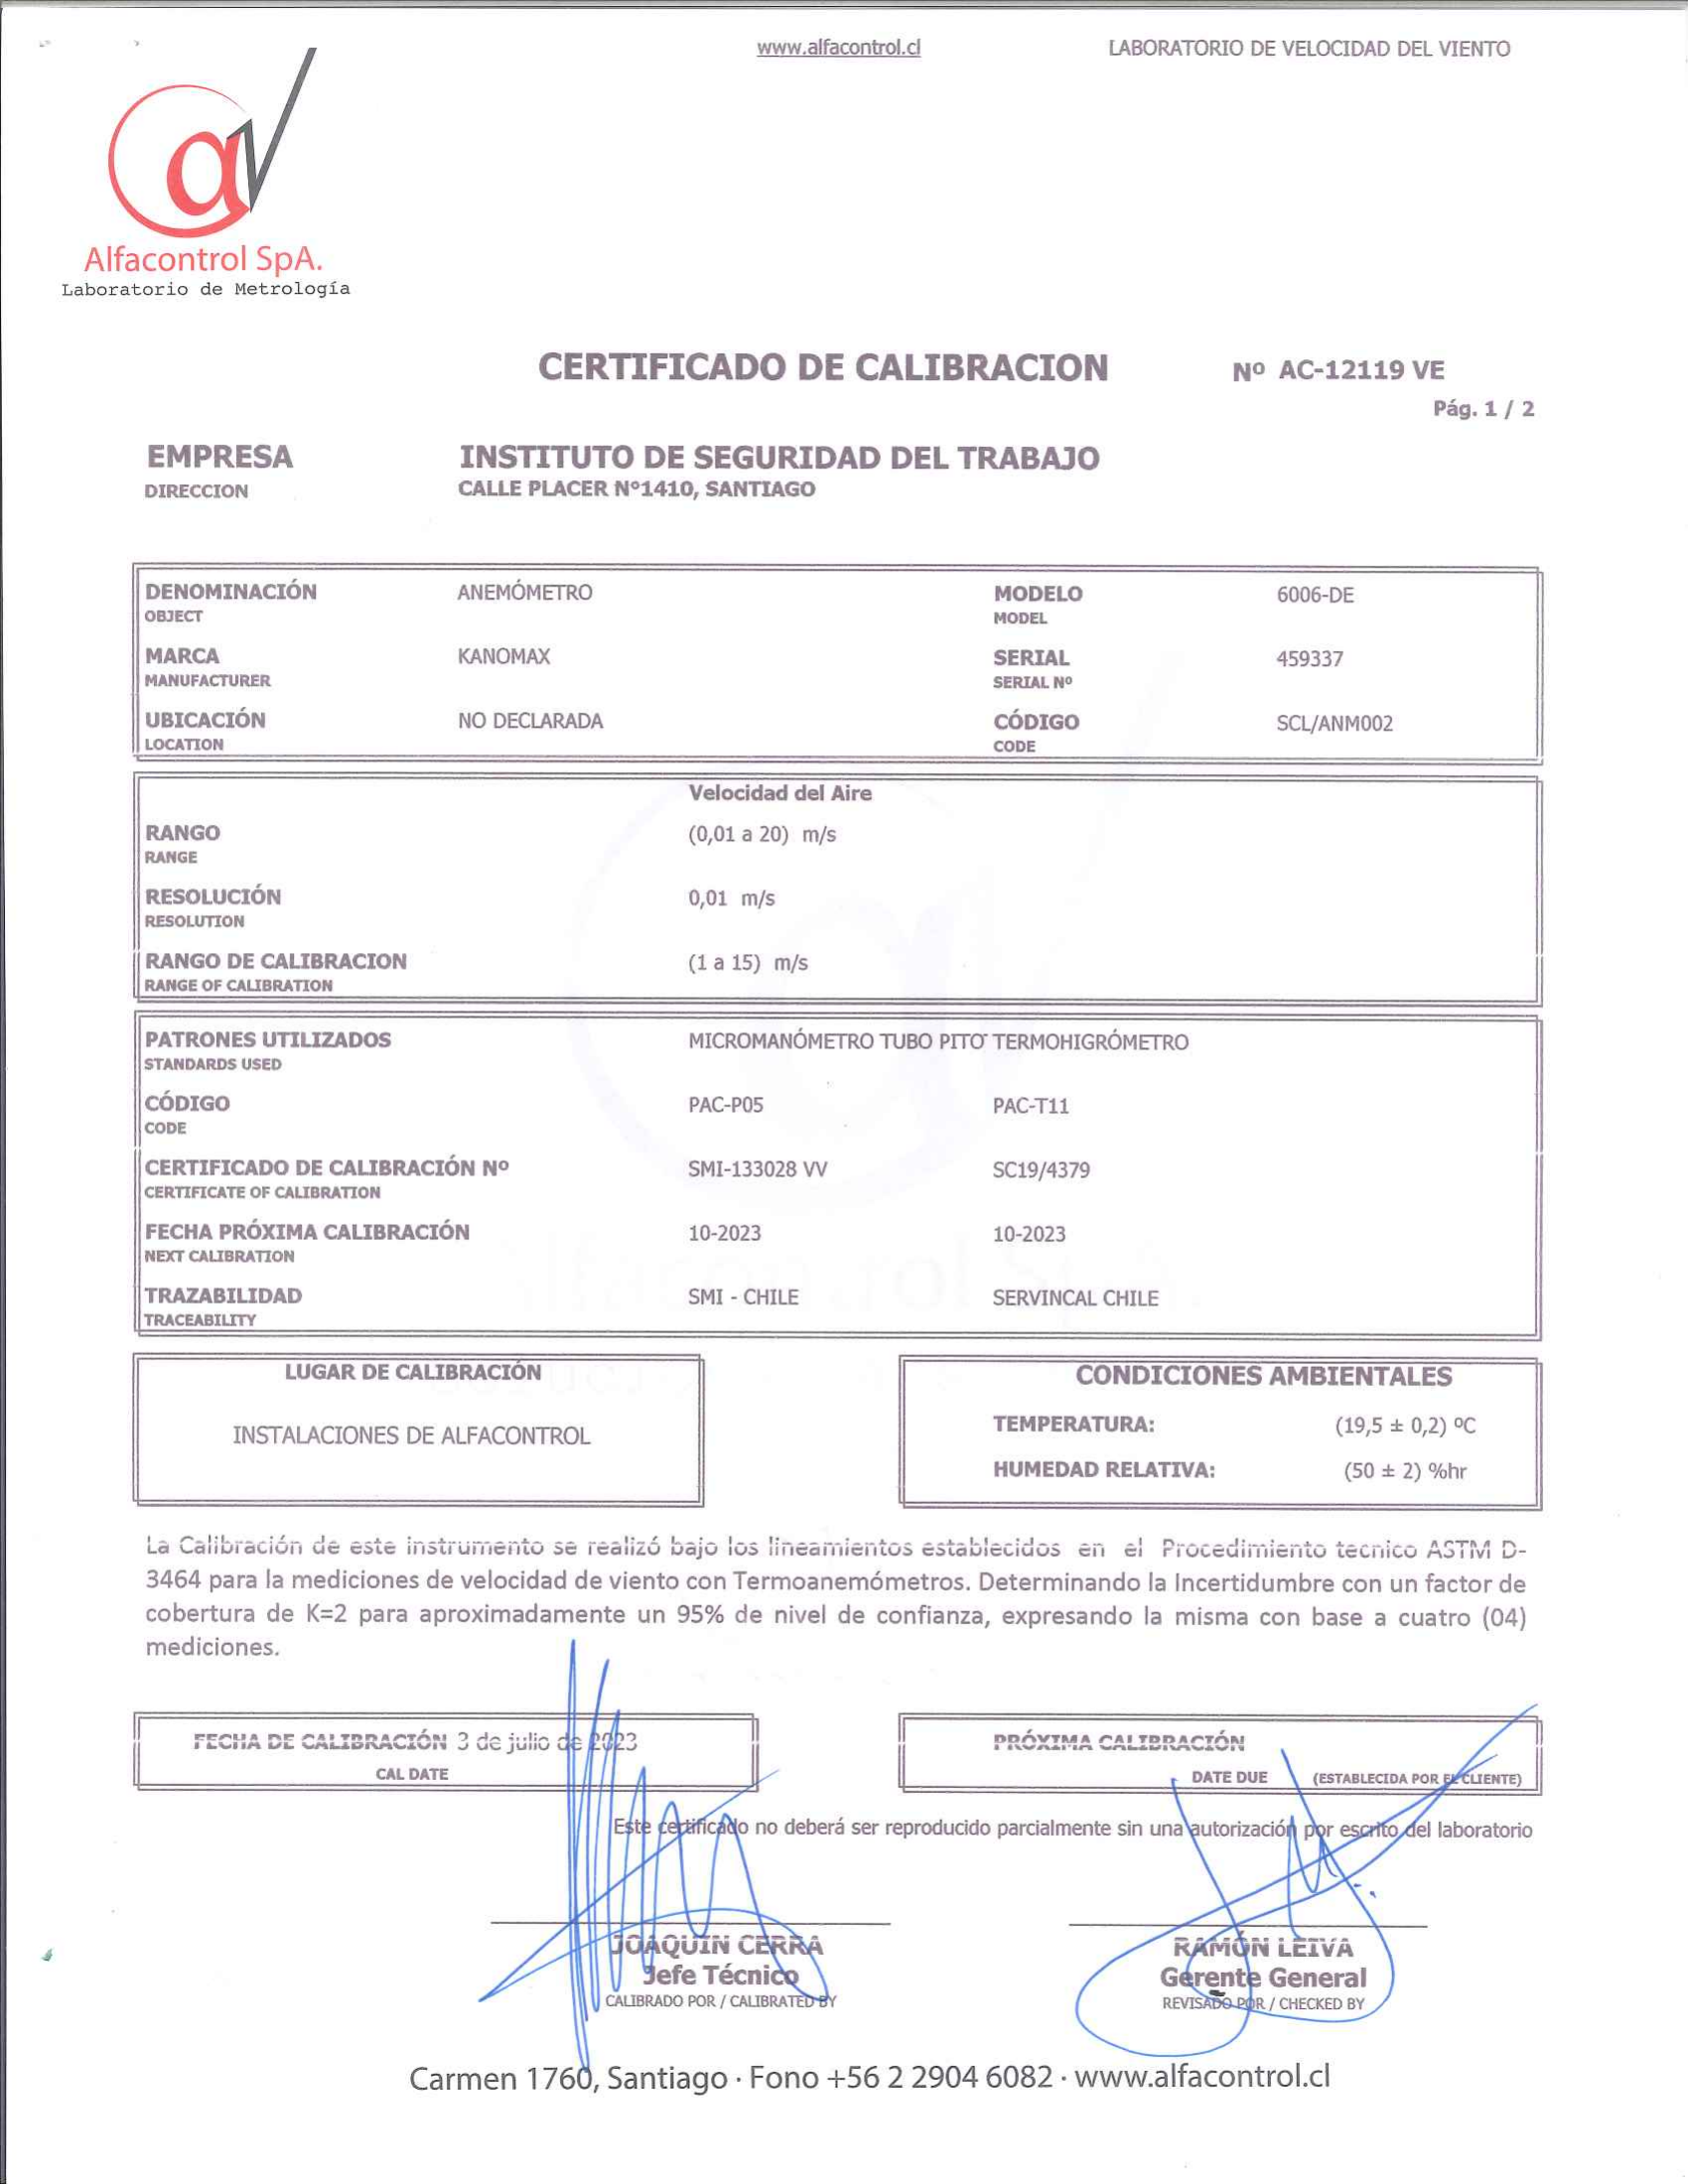 www.alfacontrol.cl LABORATORIO DE VELOCIDAD DEL VIENTO
a
Alfacontrol SpA.
Laboratorio de Metrología
CERTIFICADO DE CALIBRACION Nº AC-12119 VE
Pág. 1 / 2
EMPRESA INSTITUTO DE SEGURIDAD DEL TRABAJO
DIRECCION CALLE PLACER Nº1410, SANTIAGO
DENOMINACIÓN ANEMÓMETRO MODELO 6006-DE
OBJECT MODEL
MARCA KANOMAX SERIAL 459337
MANUFACTURER SERIAL Nº
UBICACIÓN NO DECLARADA CÓDIGO SCL/ANM002
LOCATION CODE
Velocidad del Aire
RANGO (0,01 a 20) m/s
RANGE
RESOLUCIÓN 0,01 m/s
RESOLUTION
RANGO DE CALIBRACION (1 a 15) m/s
RANGE OF CALIBRATION
PATRONES UTILIZADOS MICROMANÓMETRO TUBO PITO TERMOHIGRÓMETRO
STANDARDS USED
CÓDIGO PAC-P05 PAC-T11
CODE
CERTIFICADO DE CALIBRACIÓN Nº SMI-133028 VV SC19/4379
CERTIFICATE OF CALIBRATION
FECHA PRÓXIMA CALIBRACIÓN 10-2023 10-2023
NEXT CALIBRATION
TRAZABILIDAD SMI - CHILE SERVINCAL CHILE
TRACEABILITY
LUGAR DE CALIBRACIÓN CONDICIONES AMBIENTALES
INSTALACIONES DE ALFACONTROL TEMPERATURA: (19,5 ± 0,2) ºC
HUMEDAD RELATIVA: (50 ± 2) %hr
La Calibración de este instrumento se realizó bajo los lineamientos establecidos en el Procedimiento tecnico ASTM D-
3464 para la mediciones de velocidad de viento con Termoanemómetros. Determinando la Incertidumbre con un factor de
cobertura de K=2 para aproximadamente un 95% de nivel de confianza, expresando la misma con base a cuatro (04)
mediciones.
FECHA DE CALIBRACIÓN 3 de julio de 2023 PRÓXIMA CALIBRACIÓN
CAL DATE DATE DUE (ESTABLECIDA POR EL CLIENTE)
Este certificado no deberá ser reproducido parcialmente sin una autorización por escrito del laboratorio
JOAQUIN CERRA RAMÓN LEIVA
Jefe Técnico Gerente General
CALIBRADO POR / CALIBRATED BY REVISADO POR / CHECKED BY
Carmen 1760, Santiago · Fono +56 2 2904 6082 · www.alfacontrol.cl